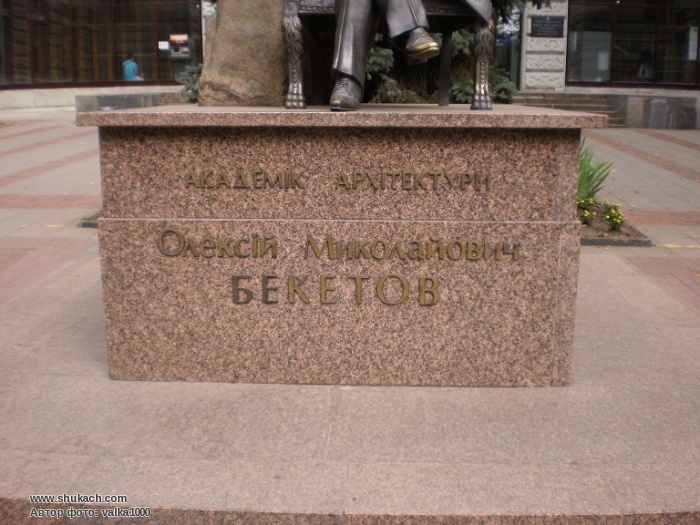 АКАДЕМІК АРХІТЕКТУРИ
Олексій Миколайович
БЕКЕТОВ
www.shukach.com
Автор фото: valka1000